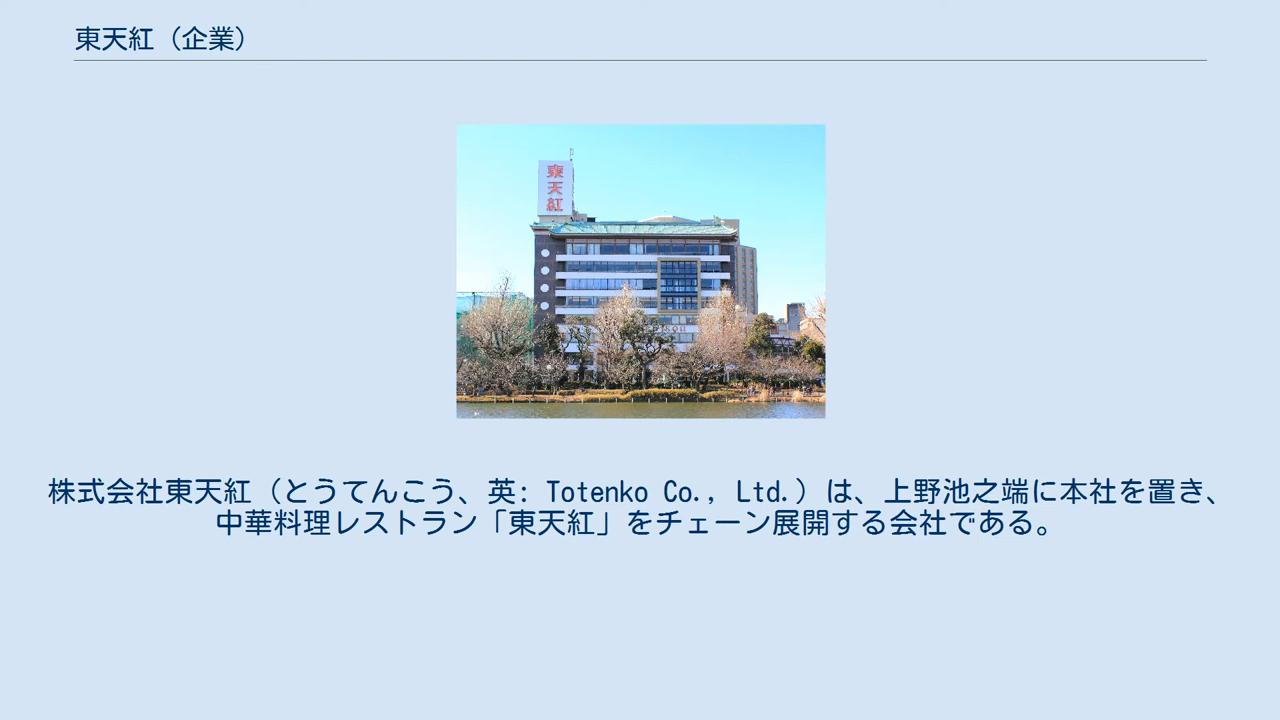 東天紅（企業）
東天紅
株式会社東天紅（とうてんこう、英: Totenko Co., Ltd.）は、上野池之端に本社を置き、
中華料理レストラン「東天紅」をチェーン展開する会社である。